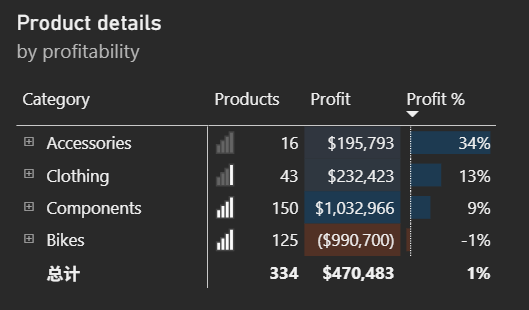 Product details
by profitability
Category Products Profit Profit %
Accessories 16 $195,793 34%
Clothing 43 $232,423 13%
Components 150 $1,032,966 9%
Bikes 125 ($990,700) -1%
总计 334 $470,483 1%